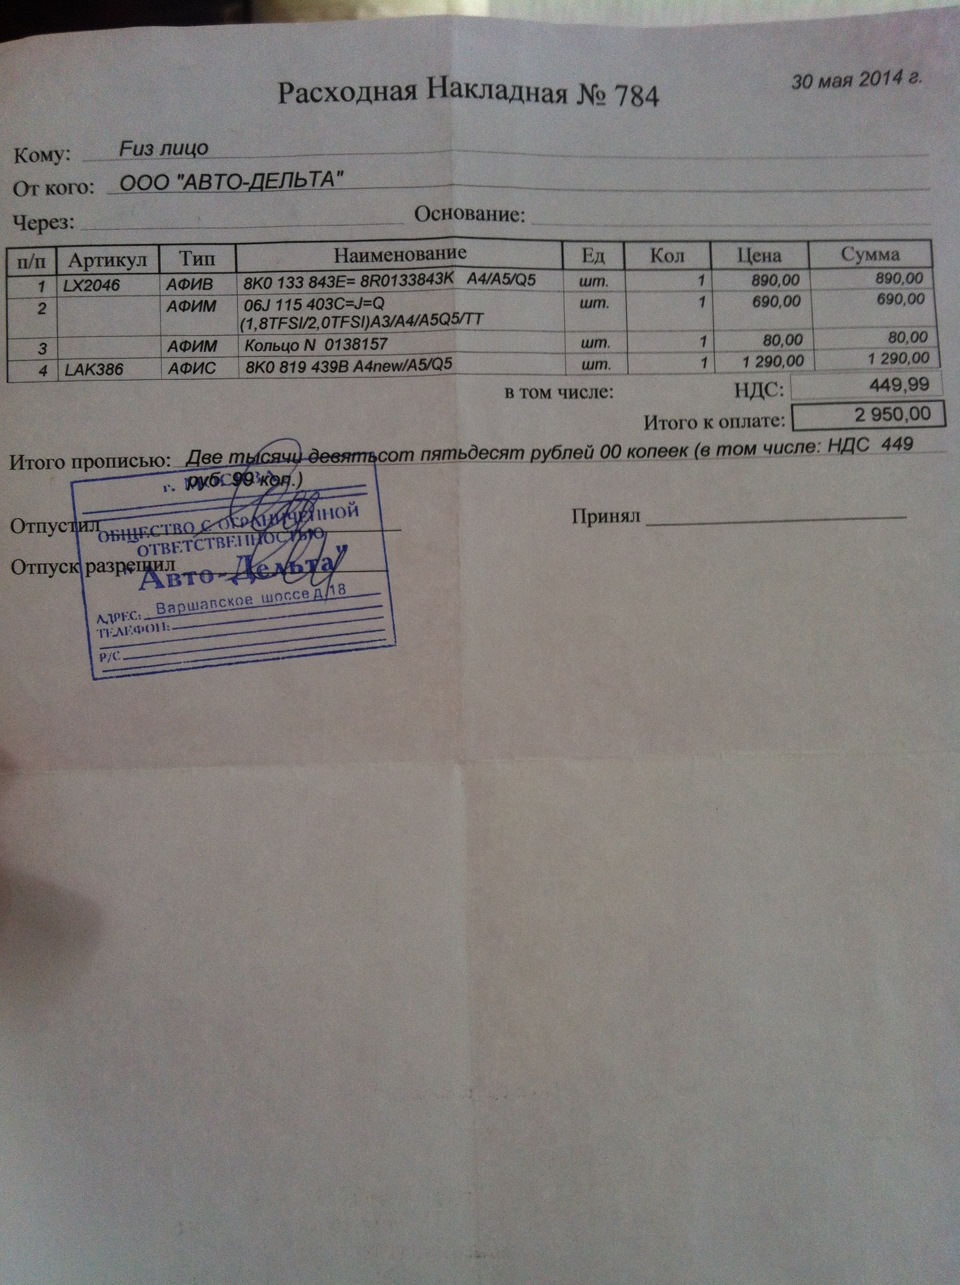 30 мая 2014 г.
Расходная Накладная № 784
Кому: Fuз лицо
От кого: ООО "АВТО-ДЕЛЬТА"
Через: Основание:
п/п Артикул ТИП Наименование Ед Кол Цена Сумма
1 LX2046 АФИВ 8K0 133 843E= 8R0133843K A4/A5/Q5 шт. 1 890,00 890,00
2 АФИМ 06J 115 403C=J=Q шт. 1 690,00 690,00
(1,8TFSI/2,0TFSI)A3/A4/A5Q5/TT
3 АФИМ Кольцо N 0138157 шт. 1 80,00 80,00
4 LAK386 АФИС 8K0 819 439B A4new/A5/Q5 шт. 1 1 290,00 1 290,00
в том числе: НДС: 449,99
Итого к оплате: 2 950,00
Итого прописью: Две тысячи девятьсот пятьдесят рублей 00 копеек (в том числе: НДС 449
руб. 99 коп.)
г. МОСКВА
Отпустил Принял
ОБЩЕСТВО С ОГРАНИЧЕННОЙ
ОТВЕТСТВЕННОСТЬЮ
Отпуск разрешил
"Авто-Дельта"
АДРЕС: Варшавское шоссе д.18
ТЕЛЕФОН:
Р/С